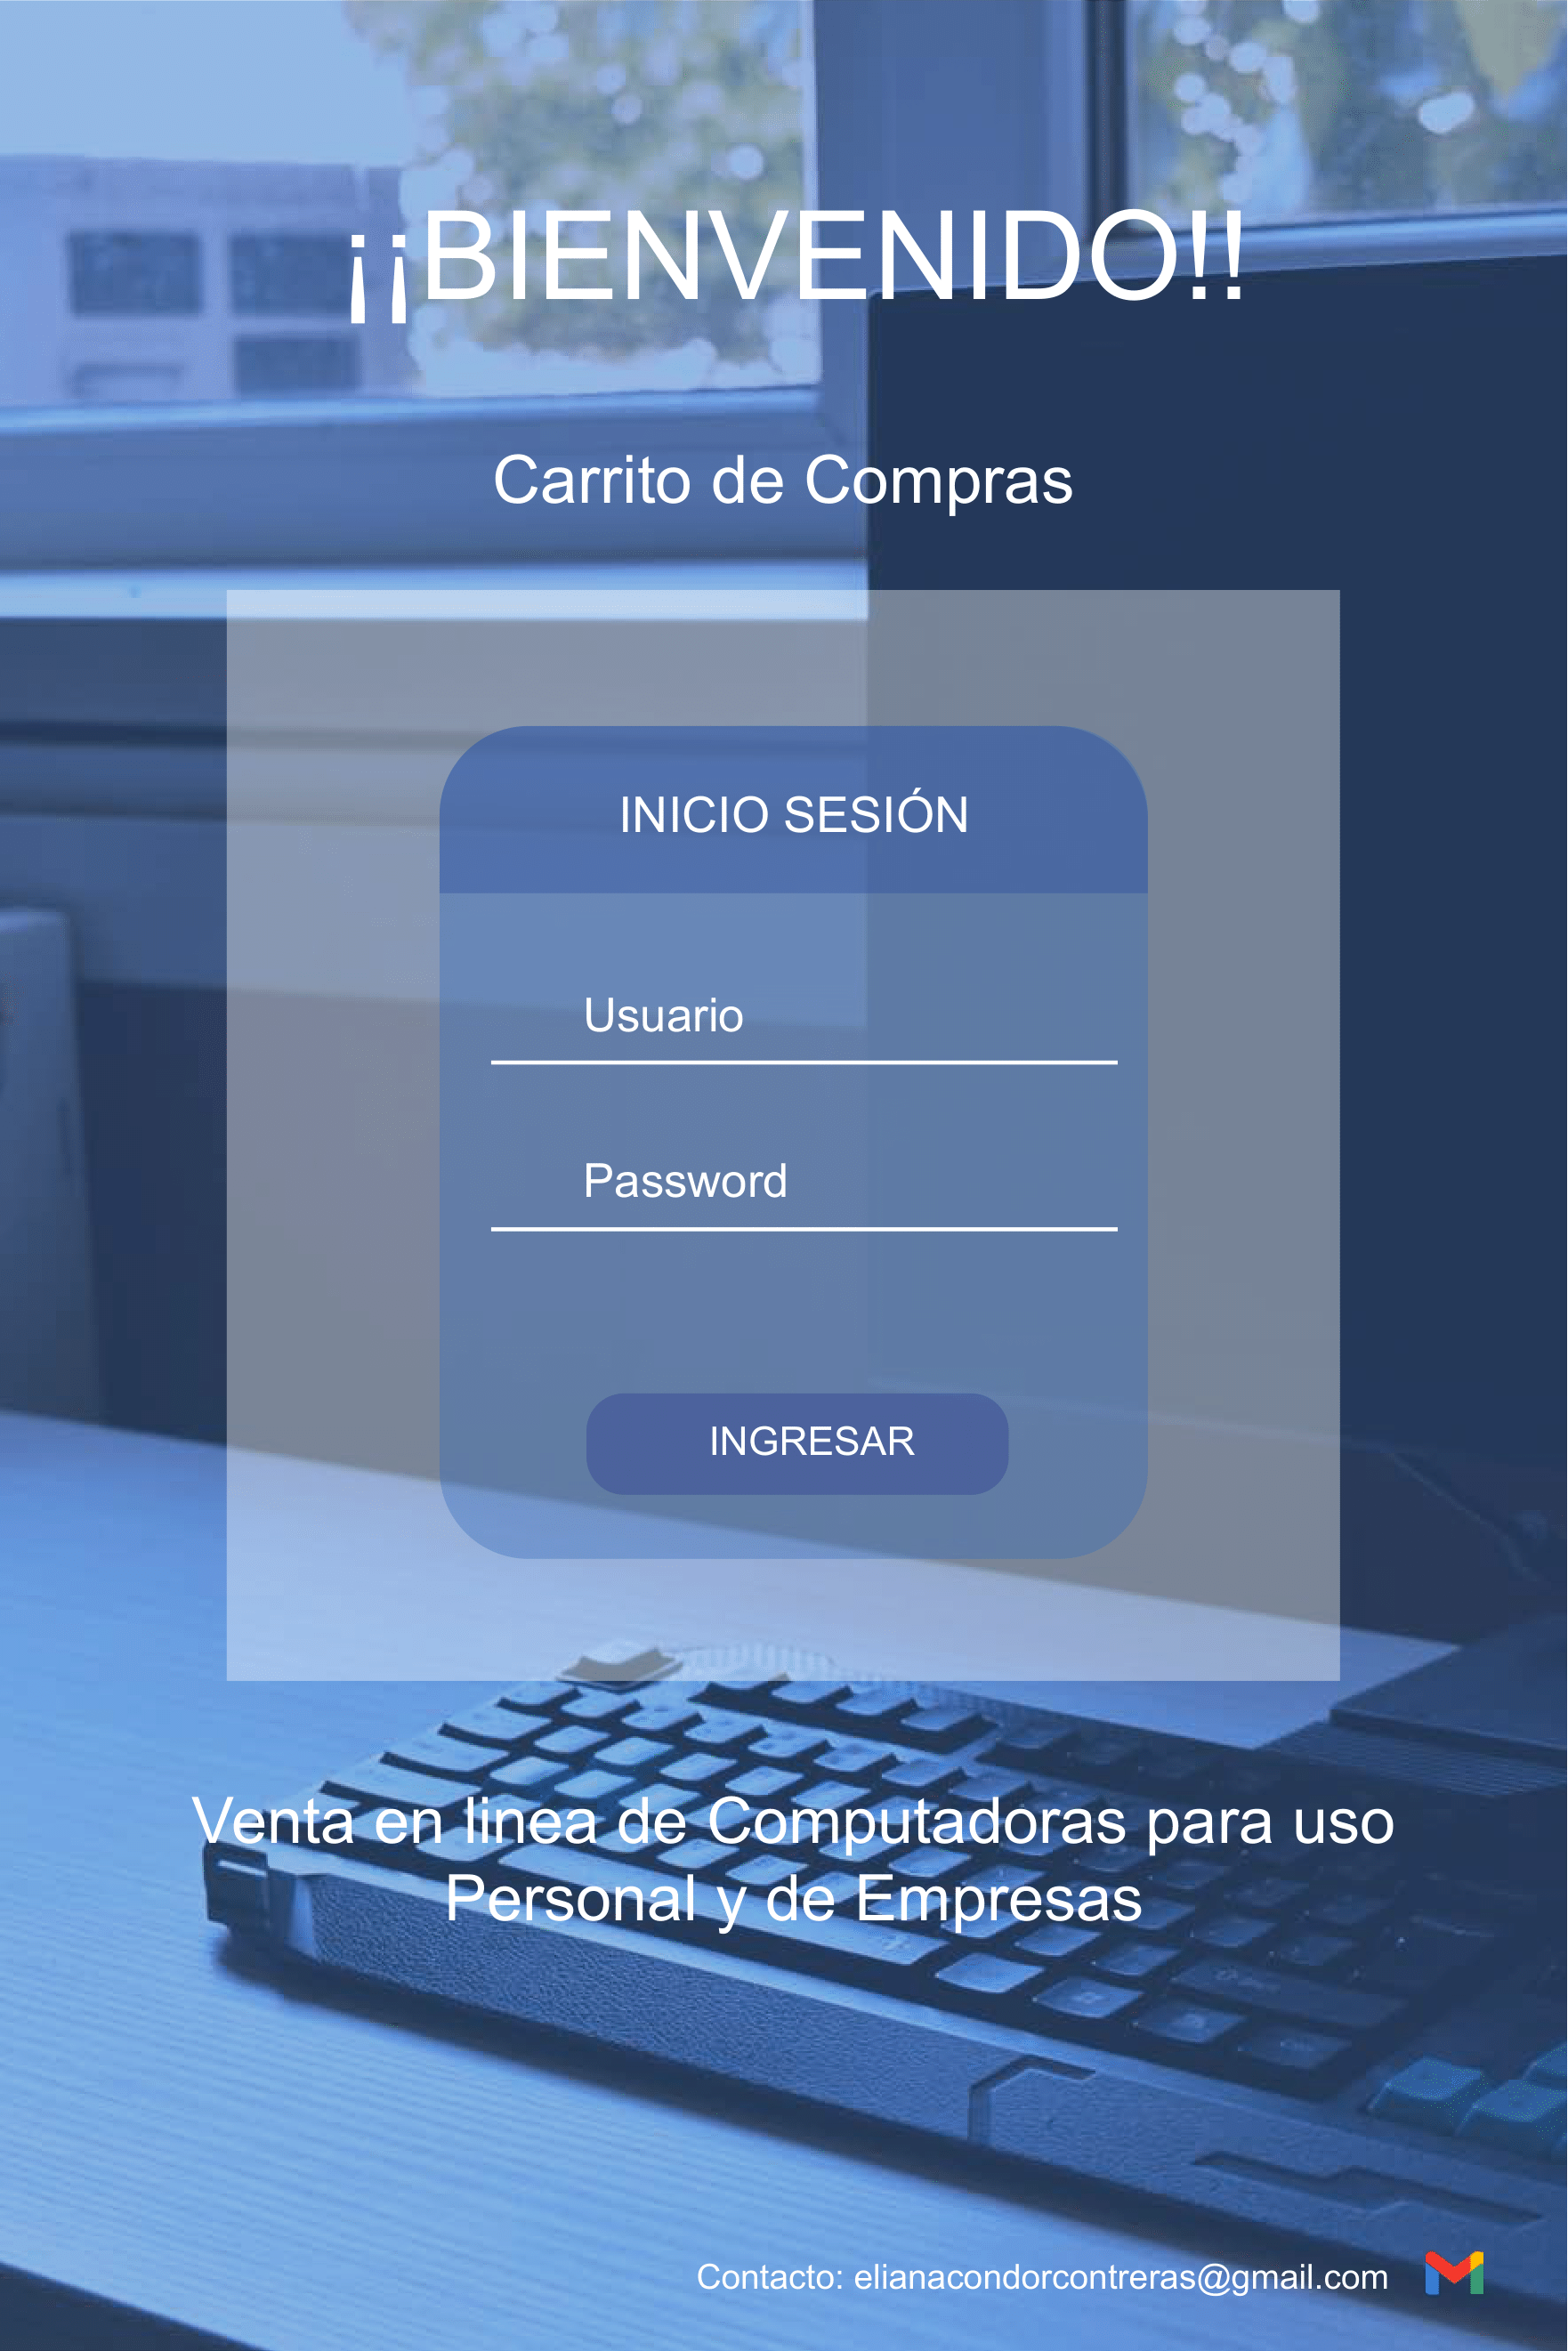 ¡¡BIENVENIDO!!
Carrito de Compras
INICIO SESIÓN
Usuario
Password
INGRESAR
Venta en linea de Computadoras para uso
Personal y de Empresas
Contacto: elianacondorcontreras@gmail.com